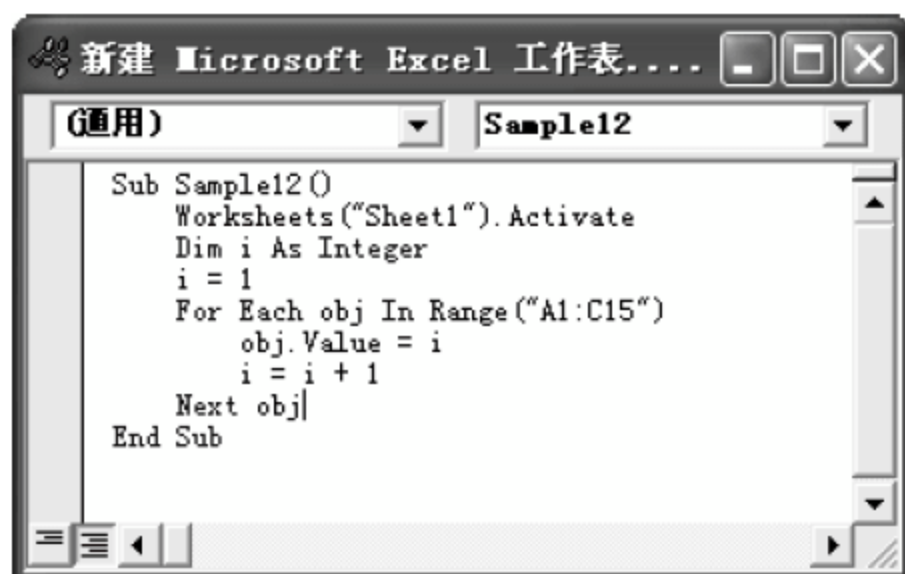 新建 Microsoft Excel 工作表....
(通用)
Sample12
Sub Sample12()
Worksheets("Sheet1").Activate
Dim i As Integer
i = 1
For Each obj In Range("A1:C15")
obj.Value = i
i = i + 1
Next obj
End Sub